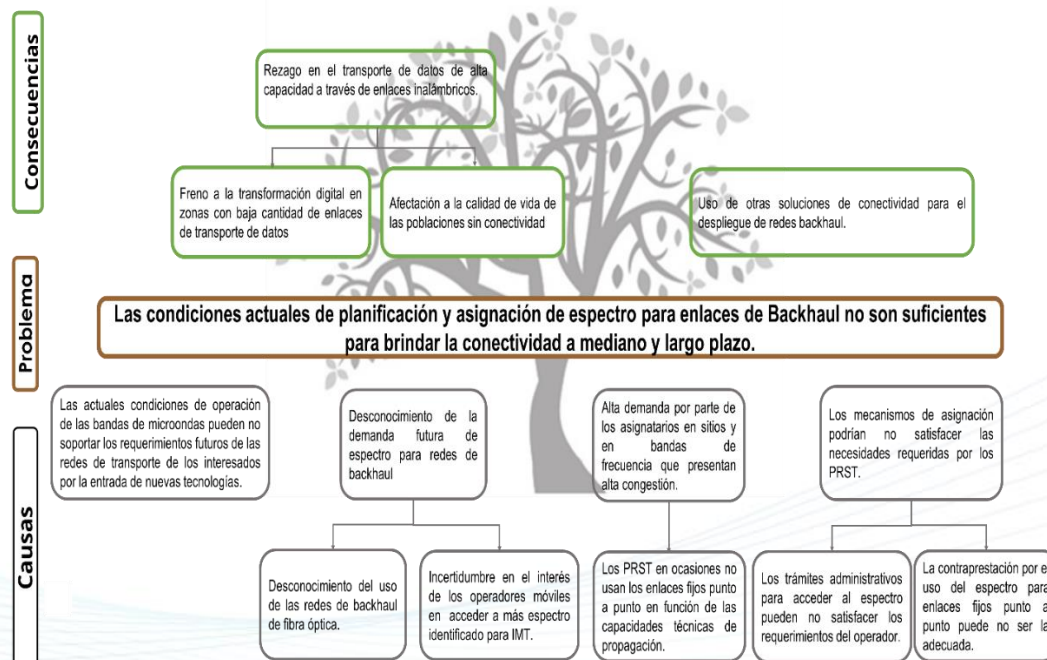 Consecuencias
Rezago en el transporte de datos de alta
capacidad a través de enlaces inalámbricos.
Freno a la transformación digital en
zonas con baja cantidad de enlaces
de transporte de datos
Afectación a la calidad de vida de
las poblaciones sin conectividad
Uso de otras soluciones de conectividad para el
despliegue de redes backhaul.
Problema
Las condiciones actuales de planificación y asignación de espectro para enlaces de Backhaul no son suficientes
para brindar la conectividad a mediano y largo plazo.
Causas
Las actuales condiciones de operación
de las bandas de microondas pueden no
soportar los requerimientos futuros de las
redes de transporte de los interesados
por la entrada de nuevas tecnologías.
Desconocimiento de la
demanda futura de
espectro para redes de
backhaul
Alta demanda por parte de
los asignatarios en sitios y
en bandas de
frecuencia que presentan
alta congestión.
Los mecanismos de asignación
podrían no satisfacer las
necesidades requeridas por los
PRST.
Desconocimiento del uso
de las redes de backhaul
de fibra óptica.
Incertidumbre en el interés
de los operadores móviles
en acceder a más espectro
identificado para IMT.
Los PRST en ocasiones no
usan los enlaces fijos punto
a punto en función de las
capacidades técnicas de
propagación.
Los trámites administrativos
para acceder al espectro
pueden no satisfacer los
requerimientos del operador.
La contraprestación por el
uso del espectro para
enlaces fijos punto a
punto puede no ser la
adecuada.